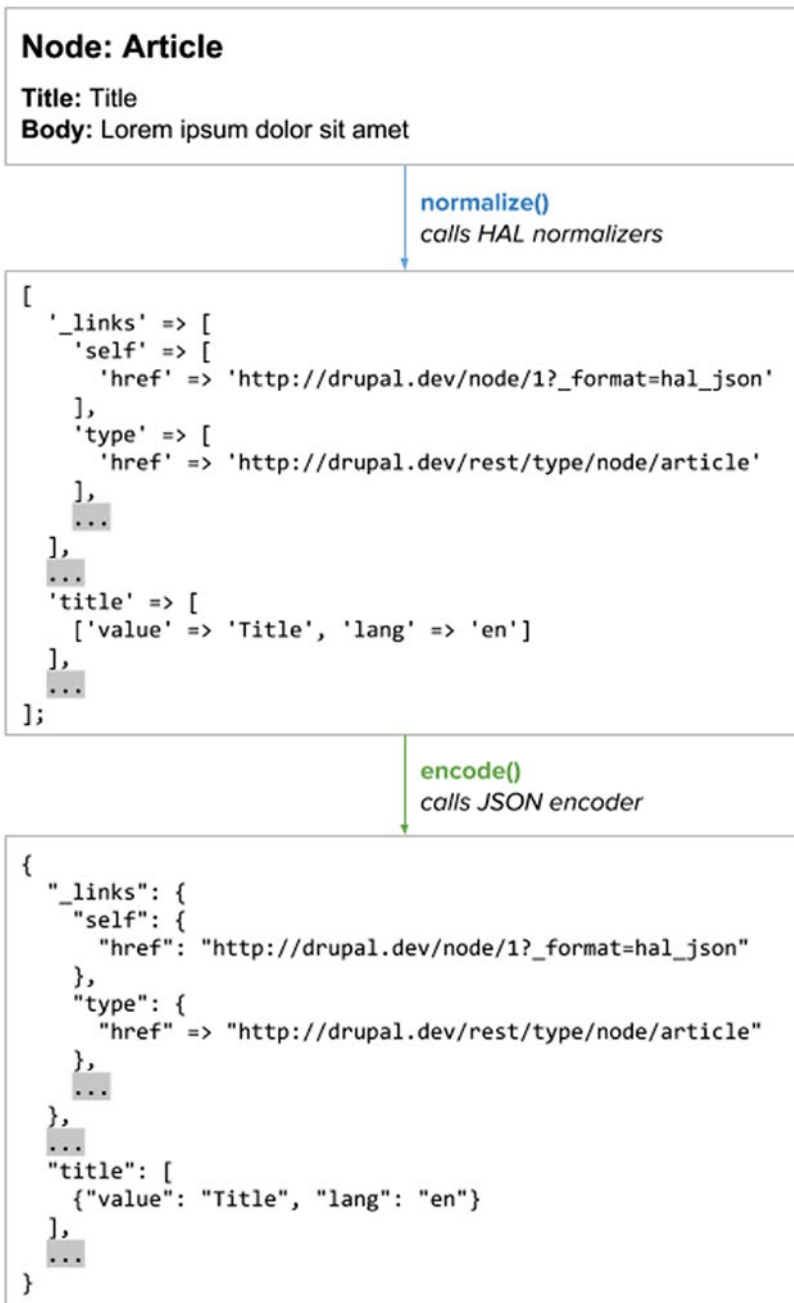 Node: Article
Title: Title
Body: Lorem ipsum dolor sit amet
normalize()
calls HAL normalizers
[
  '_links' => [
    'self' => [
      'href' => 'http://drupal.dev/node/1?_format=hal_json'
    ],
    'type' => [
      'href' => 'http://drupal.dev/rest/type/node/article'
    ],
    ...
  ],
  ...
  'title' => [
    ['value' => 'Title', 'lang' => 'en']
  ],
  ...
];
encode()
calls JSON encoder
{
  "_links": {
    "self": {
      "href": "http://drupal.dev/node/1?_format=hal_json"
    },
    "type": {
      "href" => "http://drupal.dev/rest/type/node/article"
    },
    ...
  },
  ...
  "title": [
    {"value": "Title", "lang": "en"}
  ],
  ...
}